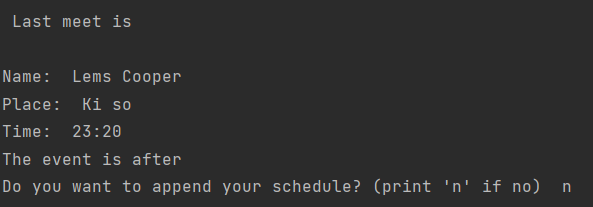 Last meet is
Name:  Lems Cooper
Place:  Ki so
Time:  23:20
The event is after
Do you want to append your schedule? (print 'n' if no)  n